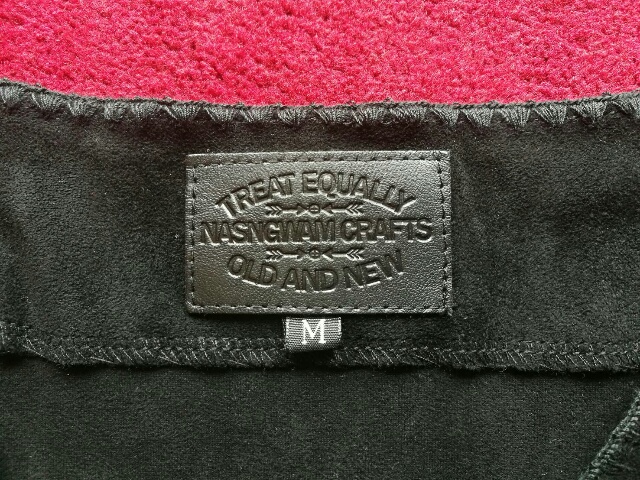 TREAT EQUALLY
NASNGWAM CRAFTS
OLD AND NEW
M